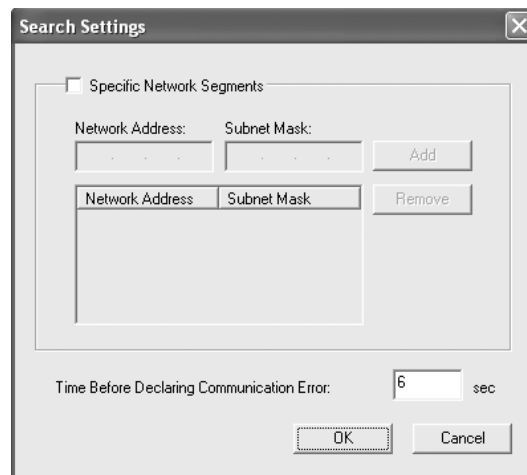 Search Settings
Specific Network Segments
Network Address: Subnet Mask:
. . . . . . Add
Network Address Subnet Mask Remove
Time Before Declaring Communication Error: 6 sec
OK Cancel